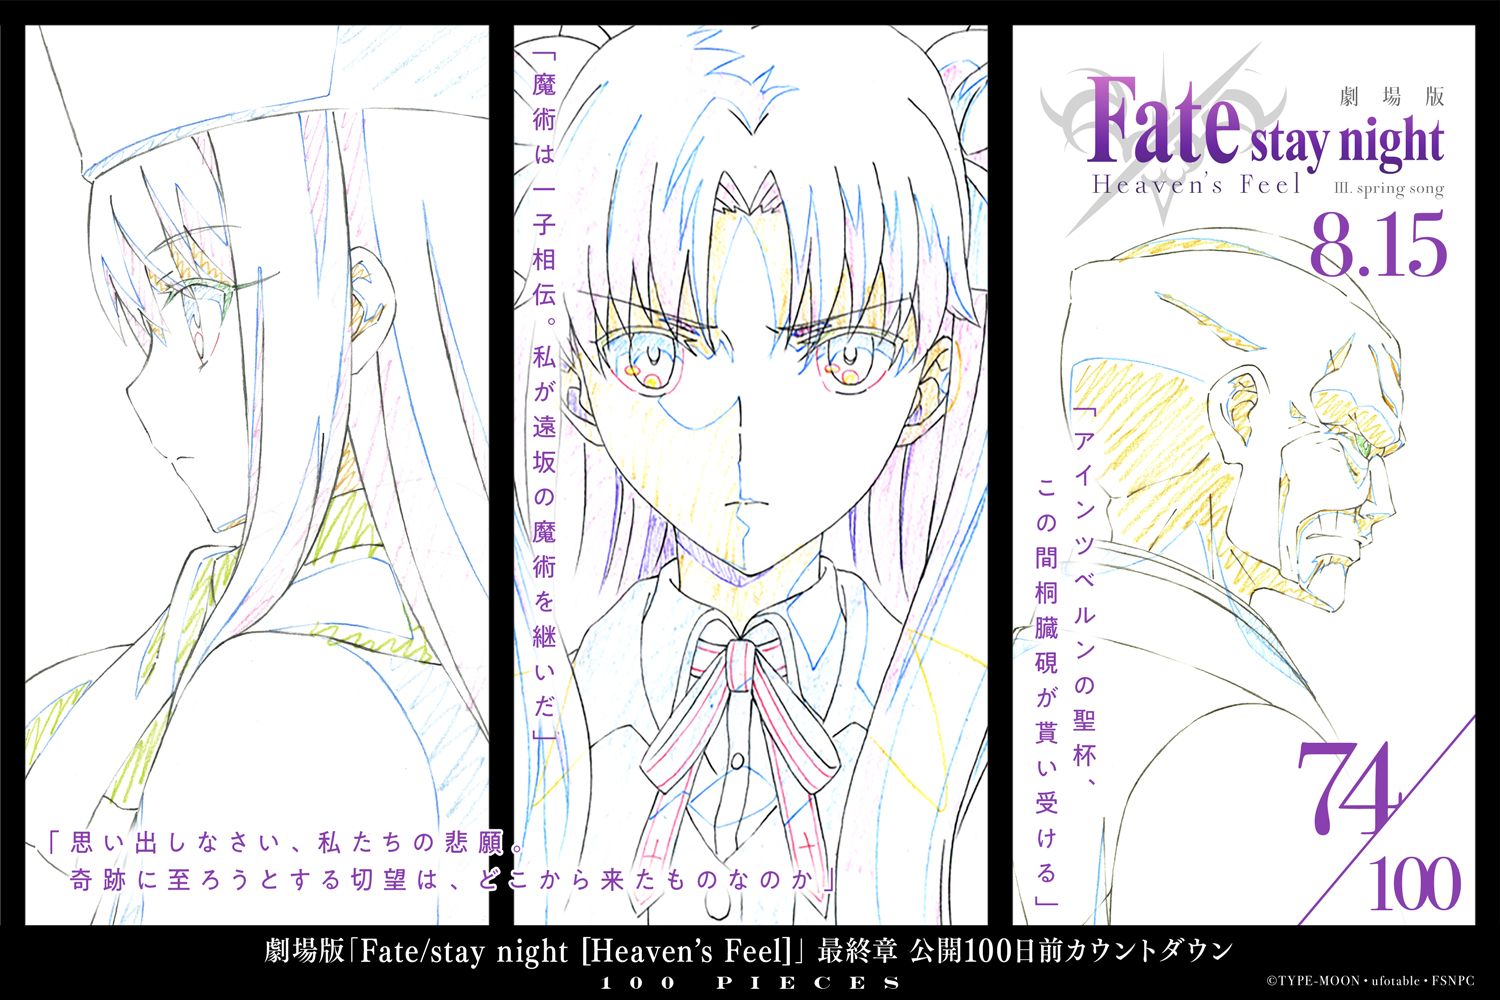 「魔術は一子相伝。私が遠坂の魔術を継いだ」
「思い出しなさい、私たちの悲願。
奇跡に至ろうとする切望は、どこから来たものなのか」
劇場版
Fate stay night
Heaven's Feel
III. spring song
8.15
「アインツベルンの聖杯、
この間桐臓硯が貰い受ける」
74/100
劇場版「Fate/stay night [Heaven's Feel]」 最終章 公開100日前カウントダウン
100 PIECES
©TYPE-MOON・ufotable・FSNPC